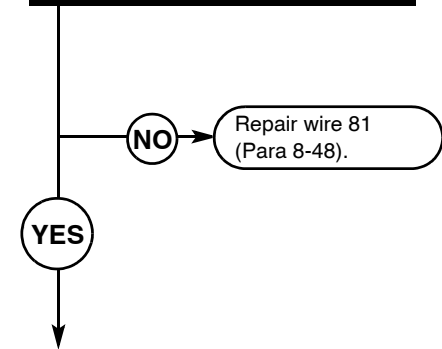 NO
Repair wire 81
(Para 8-48).
YES